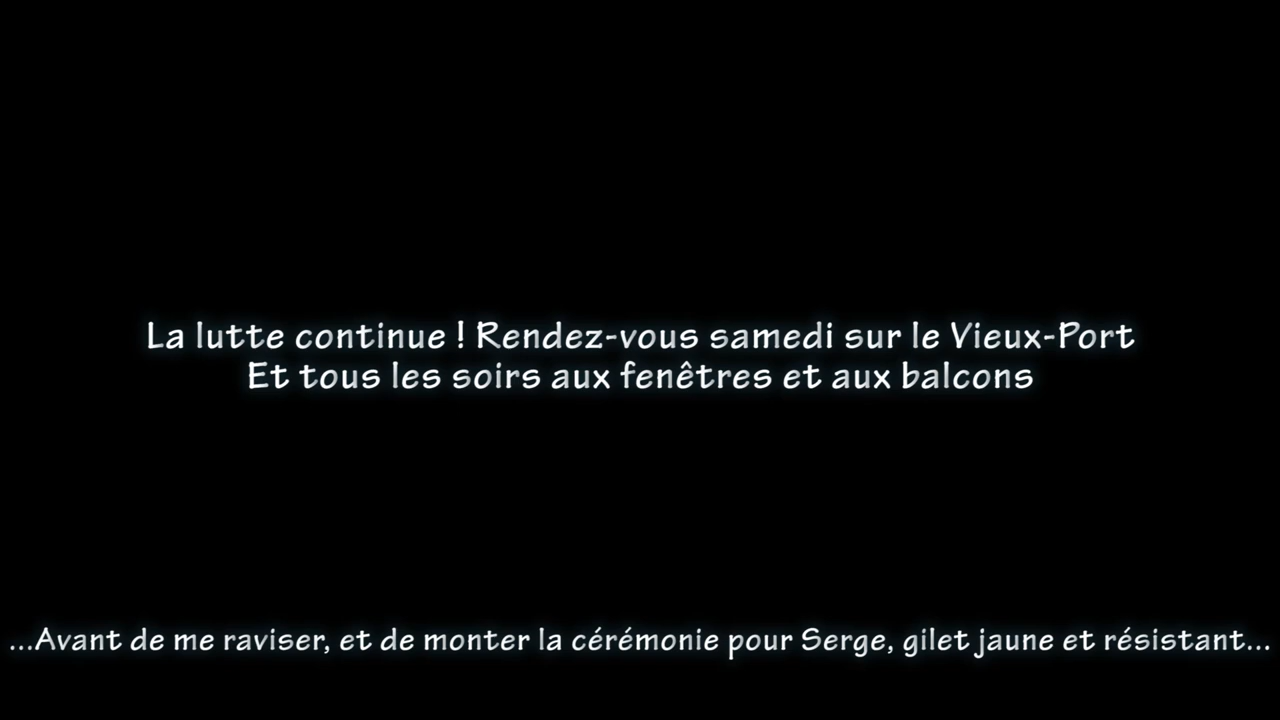 La lutte continue ! Rendez-vous samedi sur le Vieux-Port
Et tous les soirs aux fenêtres et aux balcons
...Avant de me raviser, et de monter la cérémonie pour Serge, gilet jaune et résistant...